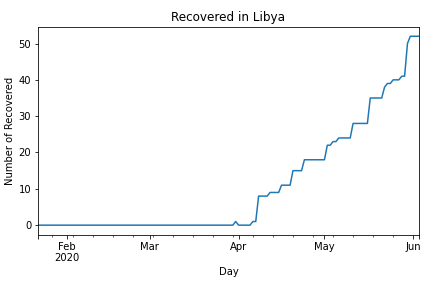 Recovered in Libya
Number of Recovered
50
40
30
20
10
0
Feb
2020
Mar
Apr
May
Jun
Day